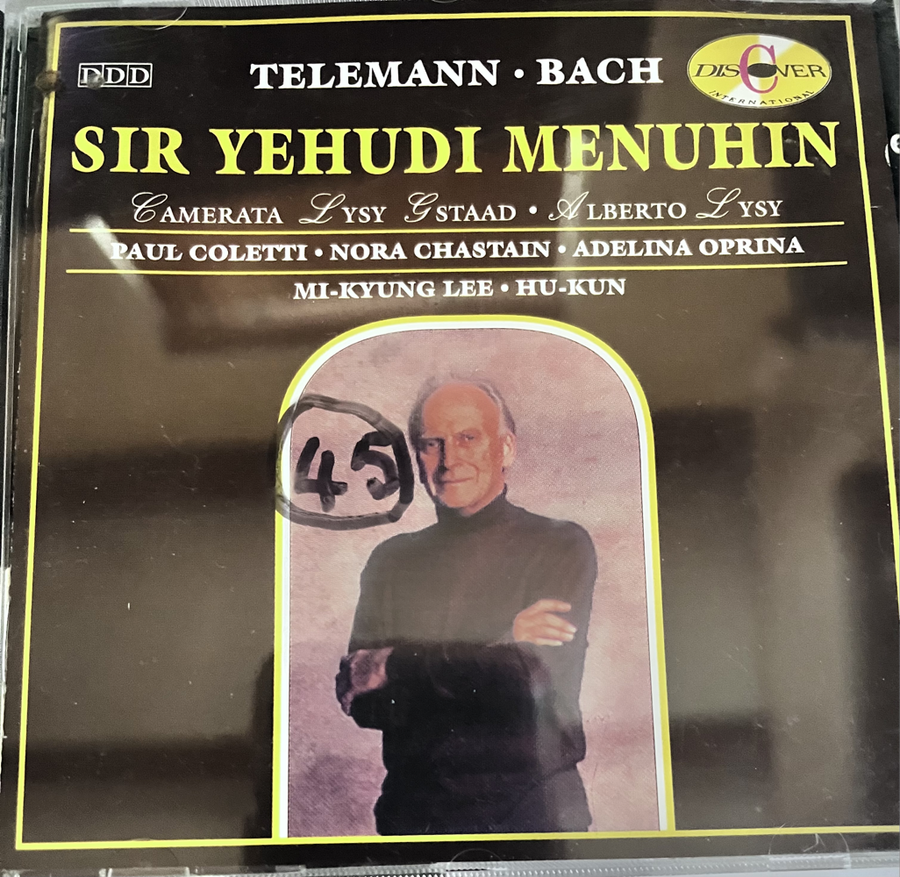 DDD
TELEMANN · BACH
DISCOVER
INTERNATIONAL
SIR YEHUDI MENUHIN
CAMERATA LYSY GSTAAD • ALBERTO LYSY
PAUL COLETTI • NORA CHASTAIN • ADELINA OPRINA
MI-KYUNG LEE • HU-KUN
45